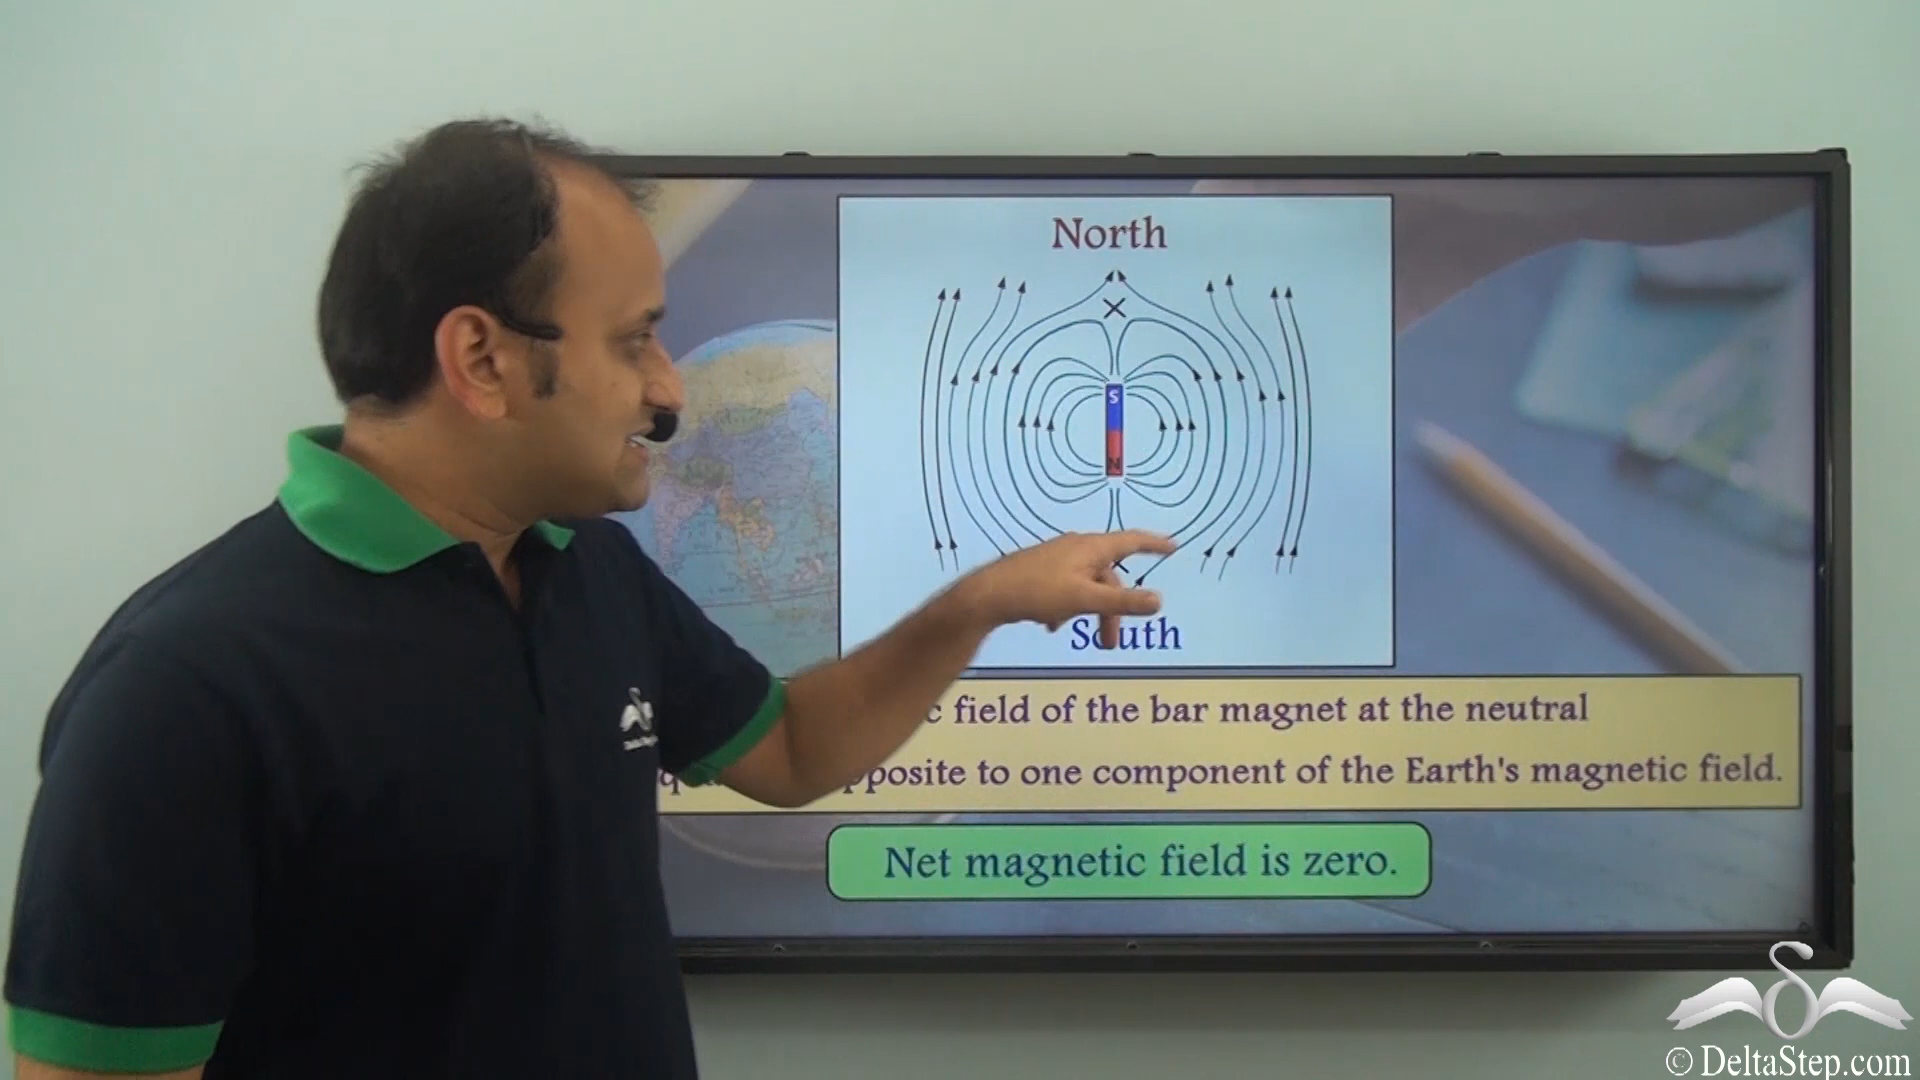 North
×
S
N
×
South
field of the bar magnet at the neutral
opposite to one component of the Earth's magnetic field.
Net magnetic field is zero.
© DeltaStep.com